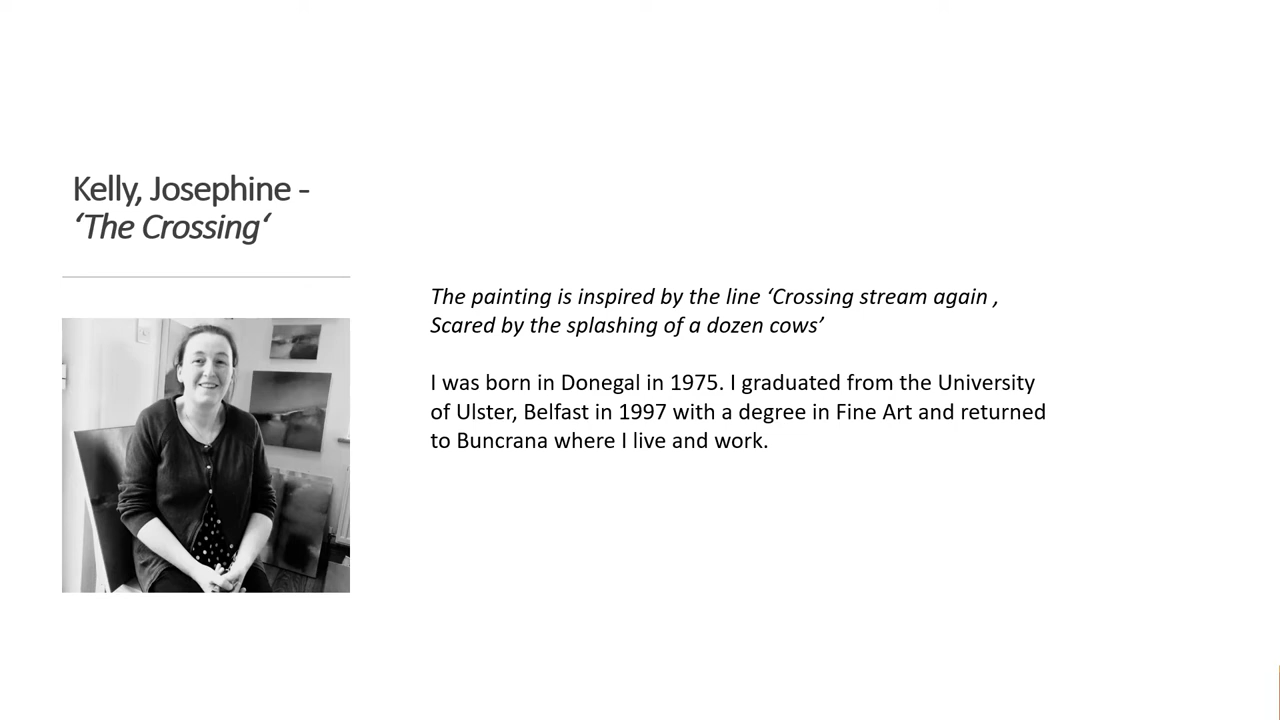 Kelly, Josephine -
‘The Crossing‘
The painting is inspired by the line ‘Crossing stream again ,
Scared by the splashing of a dozen cows’
I was born in Donegal in 1975. I graduated from the University
of Ulster, Belfast in 1997 with a degree in Fine Art and returned
to Buncrana where I live and work.